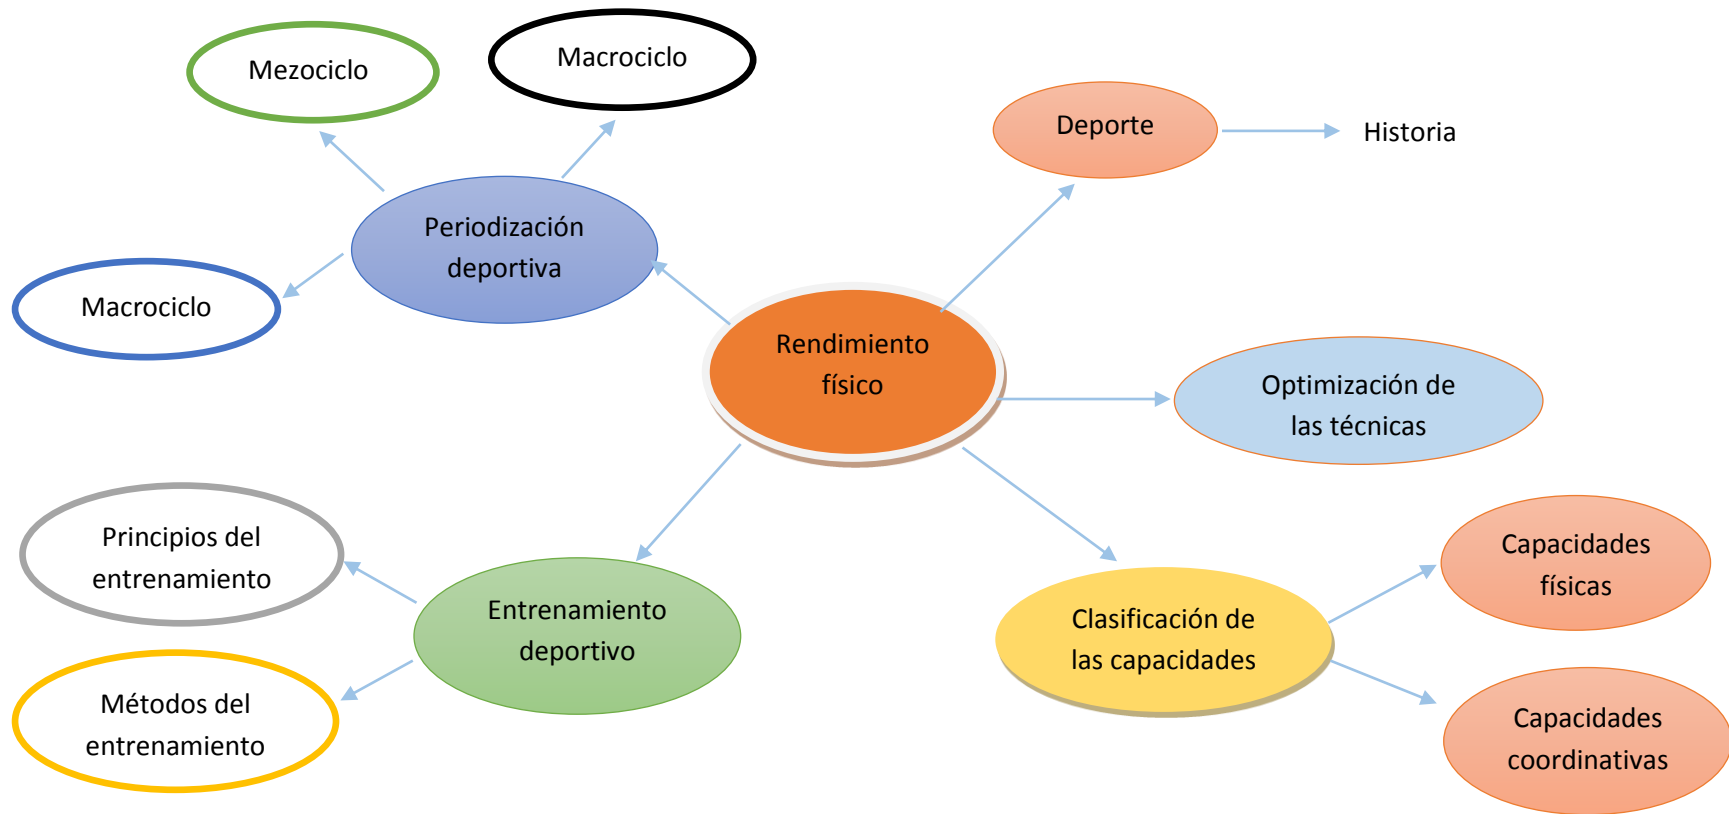 Mezociclo
Macrociclo
Deporte
Historia
Periodización
deportiva
Macrociclo
Rendimiento
físico
Optimización de
las técnicas
Principios del
entrenamiento
Entrenamiento
deportivo
Clasificación de
las capacidades
Capacidades
físicas
Métodos del
entrenamiento
Capacidades
coordinativas